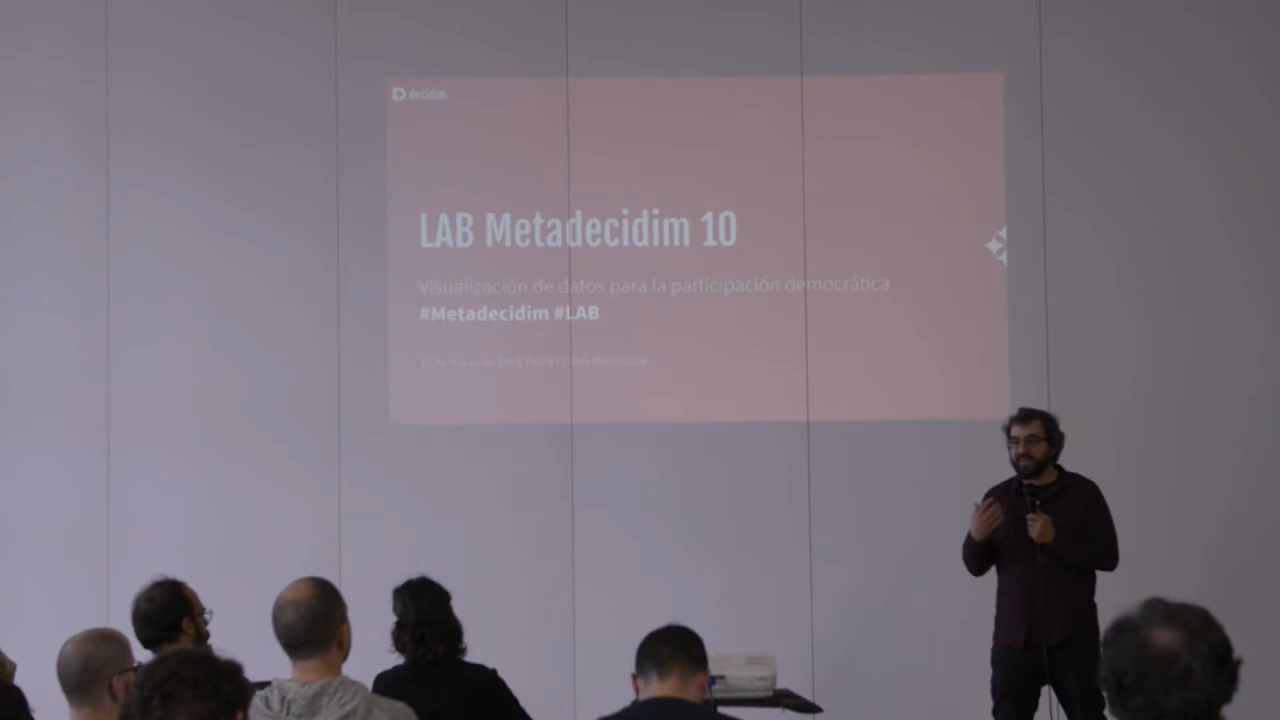 decidim
LAB Metadecidim 10
Visualización de datos para la participación democrática
#Metadecidim #LAB